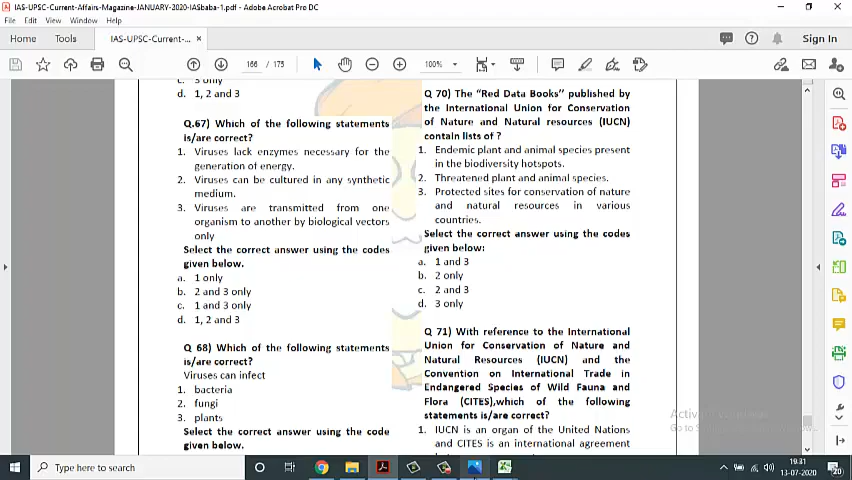 IAS-UPSC-Current-Affairs-Magazine-JANUARY-2020-IASbaba-1.pdf - Adobe Acrobat Pro DC
File Edit View Window Help
Home Tools IAS-UPSC-Current-... × Sign In
166 / 175 100%
c. 3 only
d. 1, 2 and 3
Q.67) Which of the following statements
is/are correct?
1. Viruses lack enzymes necessary for the
generation of energy.
2. Viruses can be cultured in any synthetic
medium.
3. Viruses are transmitted from one
organism to another by biological vectors
only
Select the correct answer using the codes
given below.
a. 1 only
b. 2 and 3 only
c. 1 and 3 only
d. 1, 2 and 3
Q 68) Which of the following statements
is/are correct?
Viruses can infect
1. bacteria
2. fungi
3. plants
Select the correct answer using the code
given below.
Q 70) The “Red Data Books” published by
the International Union for Conservation
of Nature and Natural resources (IUCN)
contain lists of ?
1. Endemic plant and animal species present
in the biodiversity hotspots.
2. Threatened plant and animal species.
3. Protected sites for conservation of nature
and natural resources in various
countries.
Select the correct answer using the codes
given below:
a. 1 and 3
b. 2 only
c. 2 and 3
d. 3 only
Q 71) With reference to the International
Union for Conservation of Nature and
Natural Resources (IUCN) and the
Convention on International Trade in
Endangered Species of Wild Fauna and
Flora (CITES),which of the following
statements is/are correct?
1. IUCN is an organ of the United Nations
and CITES is an international agreement
Type here to search
19.31
13-07-2020
20